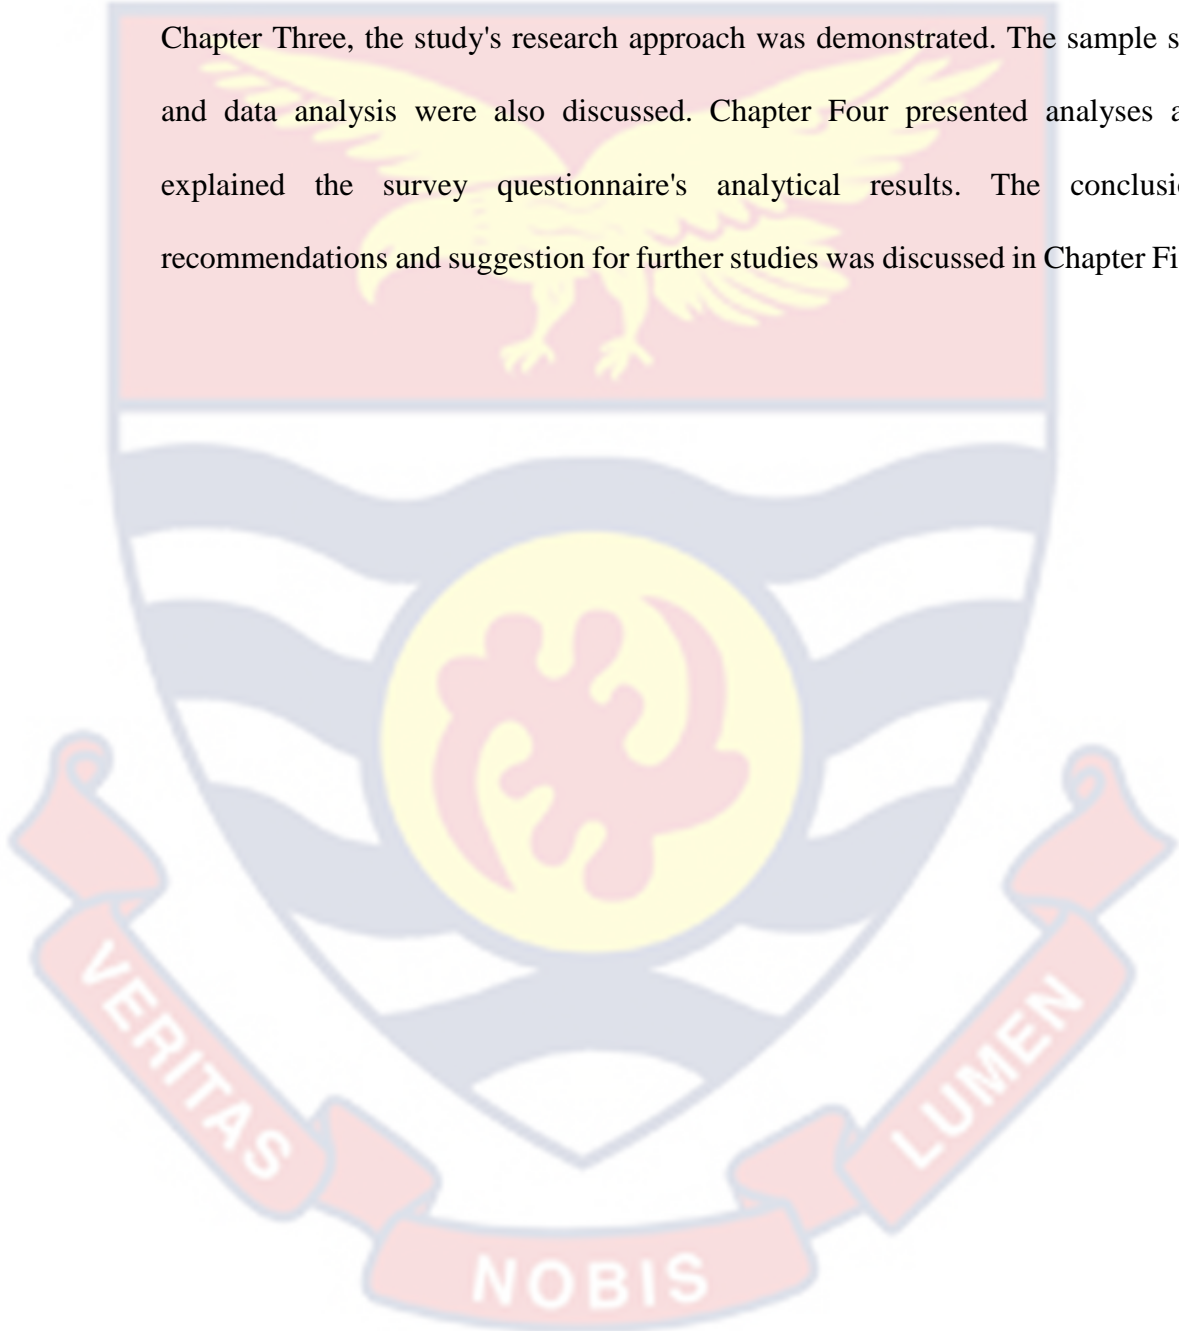 Chapter Three, the study's research approach was demonstrated. The sample
and data analysis were also discussed. Chapter Four presented analyses
explained the survey questionnaire's analytical results. The
recommendations and suggestion for further studies was discussed in Chapter
VERITAS
NOBIS
LUMEN